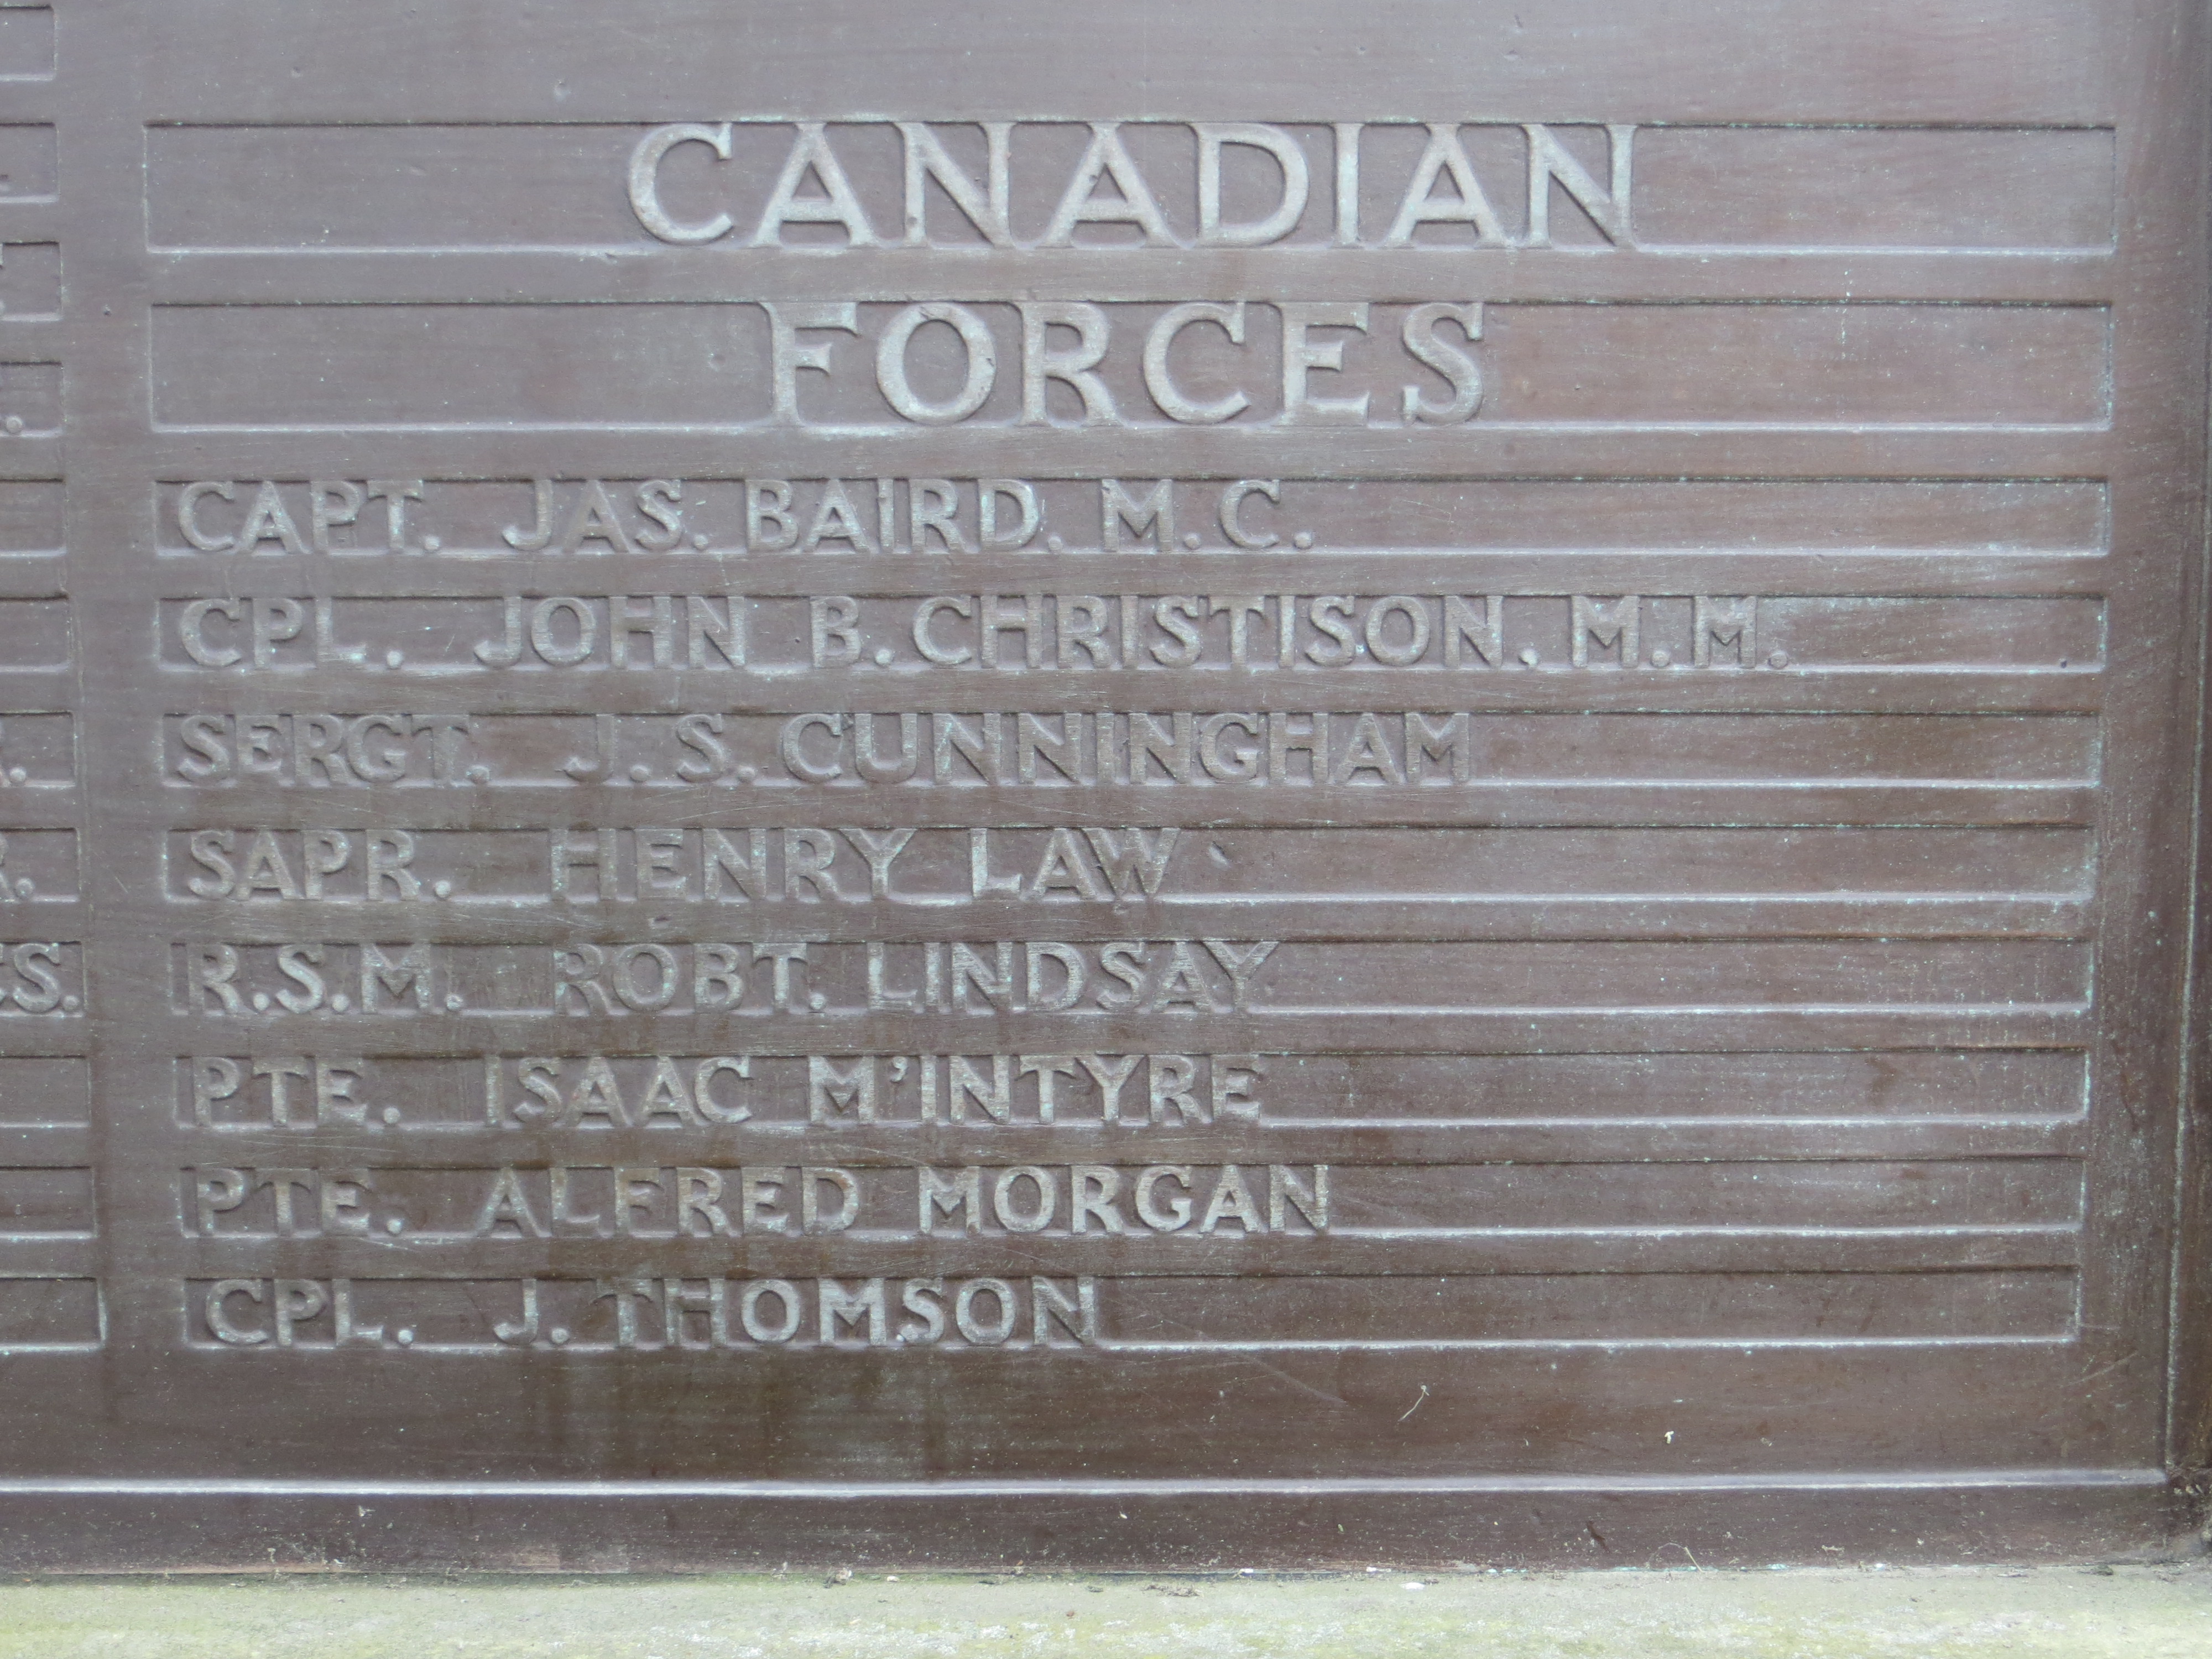 CANADIAN
FORCES
CAPT. JAS. BAIRD. M.C.
CPL. JOHN B. CHRISTISON. M.M.
SERGT. J. S. CUNNINGHAM
SAPR. HENRY LAW
R.S.M. ROBT. LINDSAY
PTE. ISAAC M'INTYRE
PTE. ALFRED MORGAN
CPL. J. THOMSON